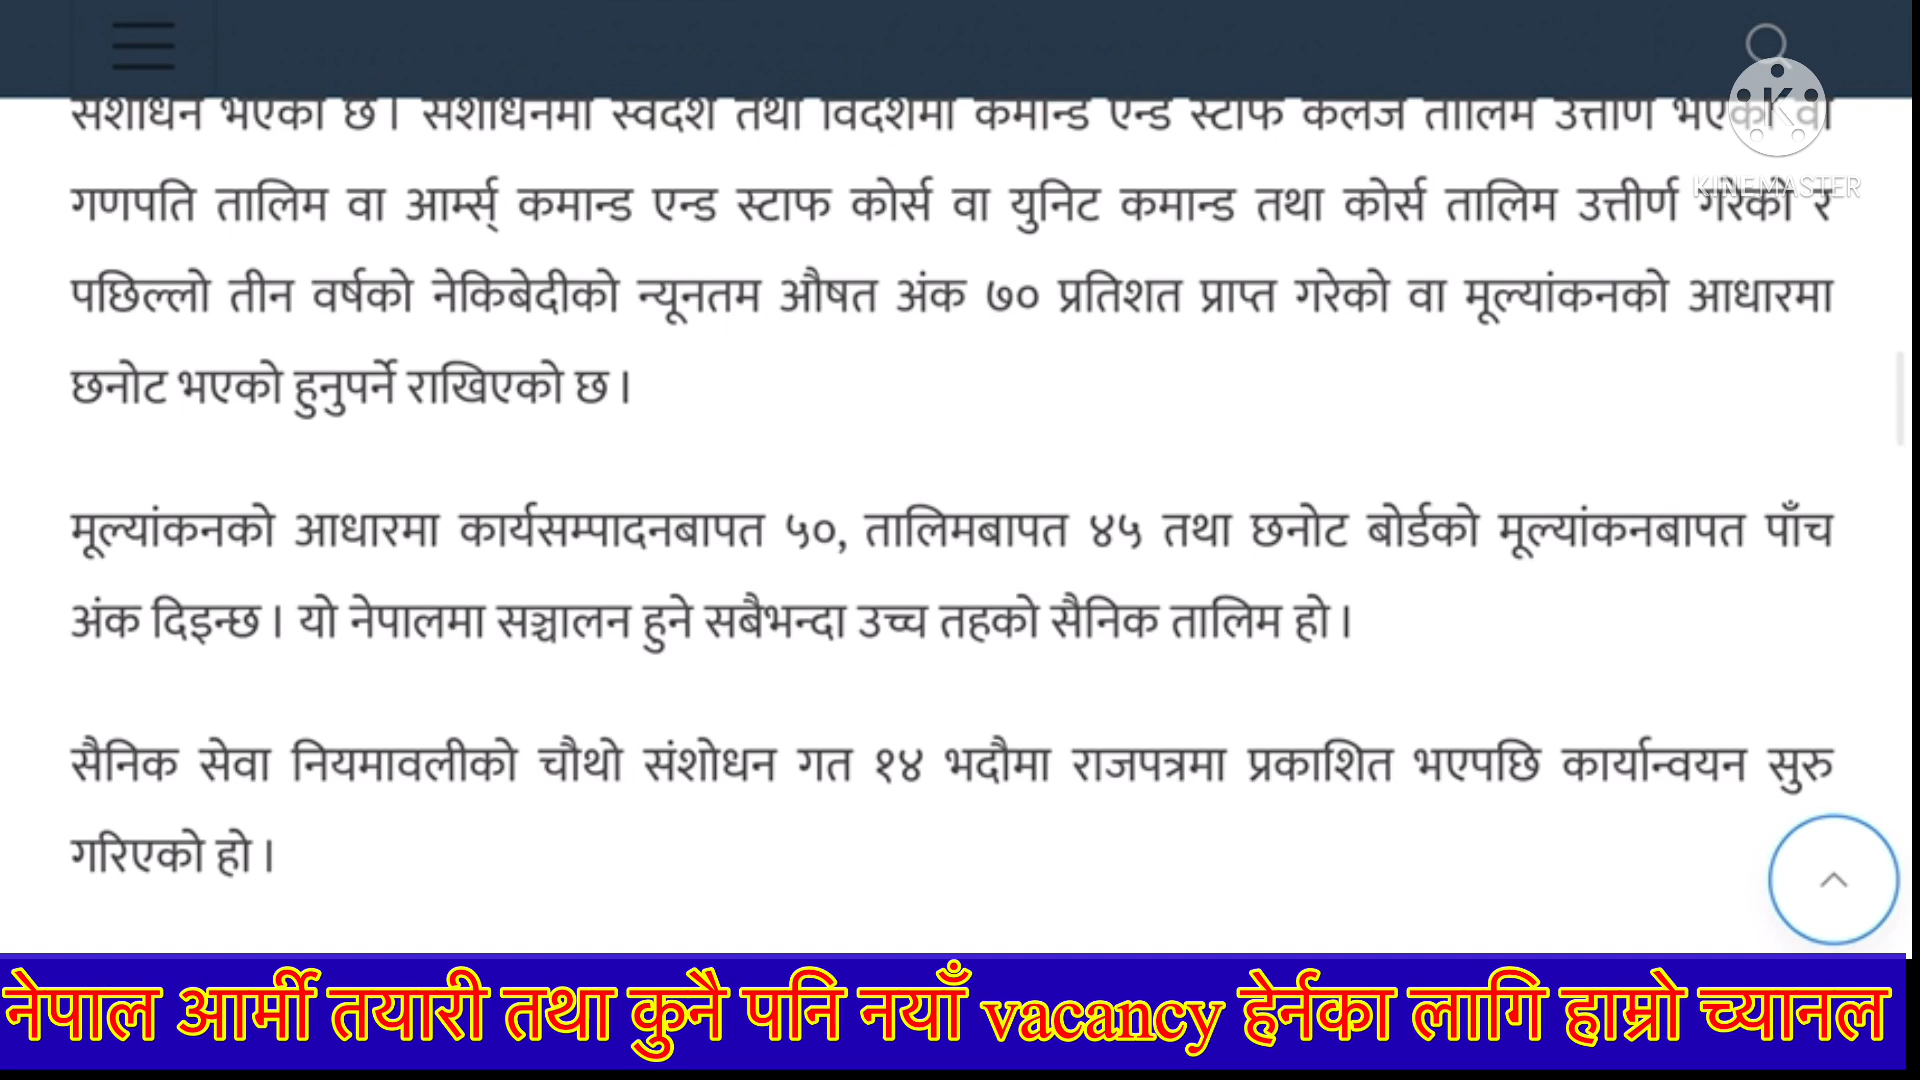 संशोधन भएको छ। संशोधनमा स्वदेश तथा विदेशमा कमान्ड एन्ड स्टाफ कलेज तालिम उत्तीर्ण भएको वा
KINEMASTER
गणपति तालिम वा आर्म्स् कमान्ड एन्ड स्टाफ कोर्स वा युनिट कमान्ड तथा कोर्स तालिम उत्तीर्ण गरेको र
पछिल्लो तीन वर्षको नेकिबेदीको न्यूनतम औषत अंक ७० प्रतिशत प्राप्त गरेको वा मूल्यांकनको आधारमा
छनोट भएको हुनुपर्ने राखिएको छ।
मूल्यांकनको आधारमा कार्यसम्पादनबापत ५०, तालिमबापत ४५ तथा छनोट बोर्डको मूल्यांकनबापत पाँच
अंक दिइन्छ। यो नेपालमा सञ्चालन हुने सबैभन्दा उच्च तहको सैनिक तालिम हो।
सैनिक सेवा नियमावलीको चौथो संशोधन गत १४ भदौमा राजपत्रमा प्रकाशित भएपछि कार्यान्वयन सुरु
गरिएको हो।
नेपाल आर्मी तयारी तथा कुनै पनि नयाँ vacancy हेर्नका लागि हाम्रो च्यानल